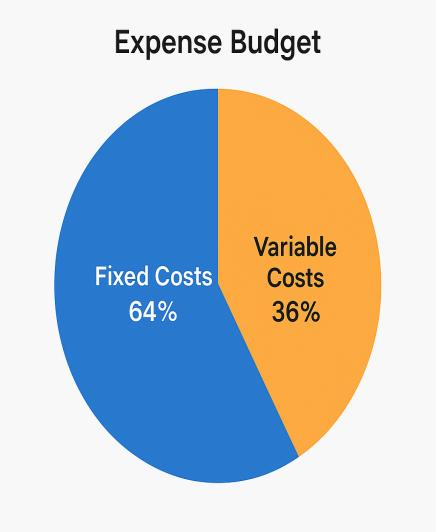 Expense Budget
Fixed Costs
64%
Variable
Costs
36%